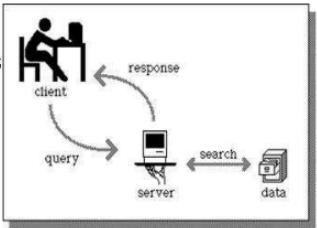 response
client
query
search
server
data